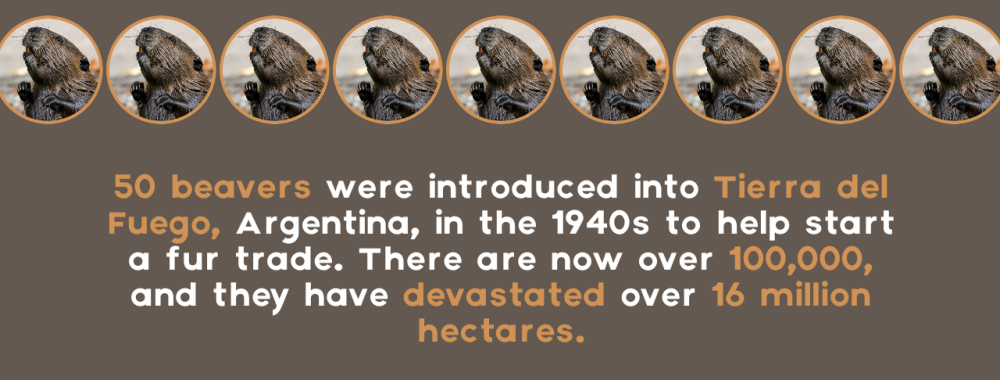 50 beavers were introduced into Tierra del
Fuego, Argentina, in the 1940s to help start
a fur trade. There are now over 100,000,
and they have devastated over 16 million
hectares.